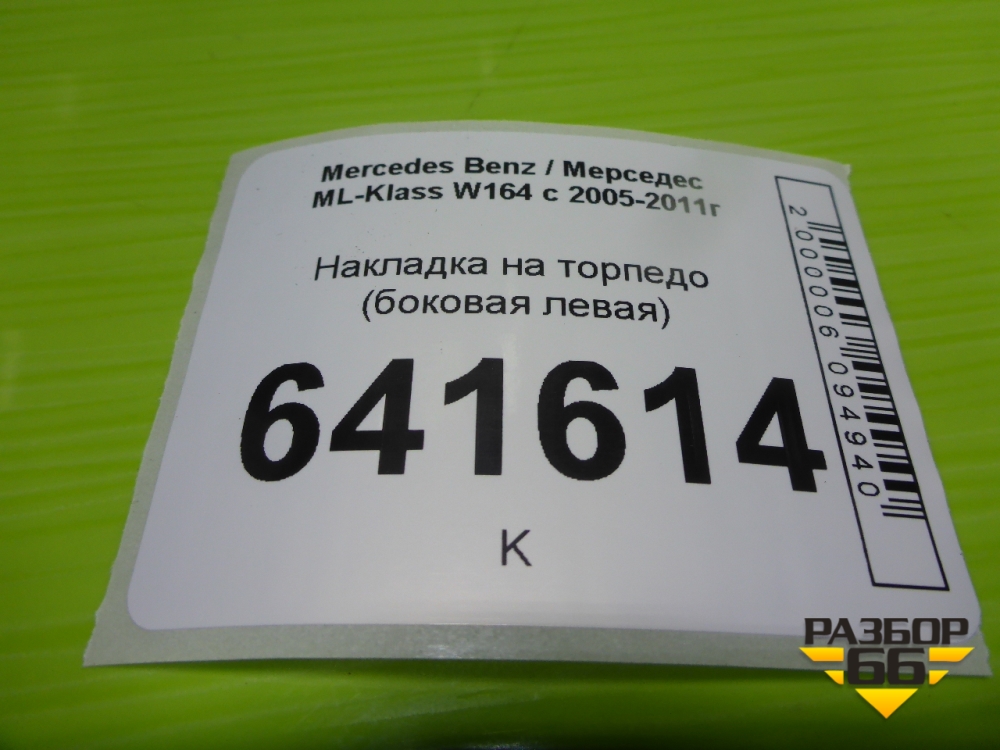 Mercedes Benz / Мерседес
ML-Klass W164 с 2005-2011г
Накладка на торпедо
(боковая левая)
641614
К
2000006094940
РАЗБОР
66